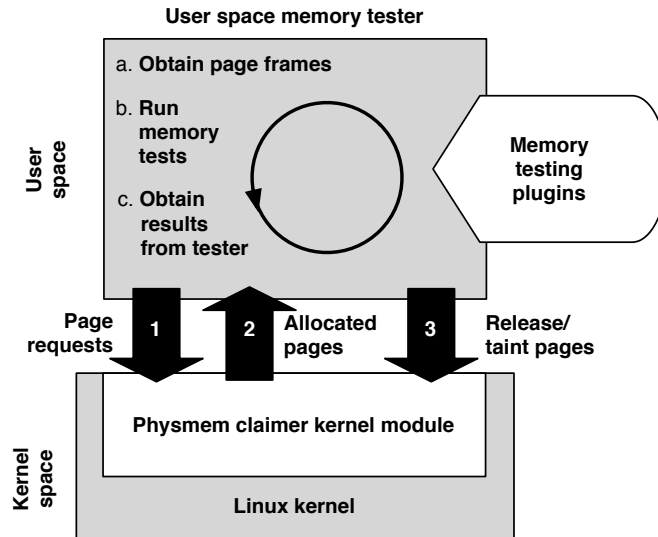 User space memory tester
a. Obtain page frames
b. Run
memory
tests
c. Obtain
results
from tester
User
space
Memory
testing
plugins
Page
requests
1
2
Allocated
pages
3
Release/
taint pages
Physmem claimer kernel module
Linux kernel
Kernel
space